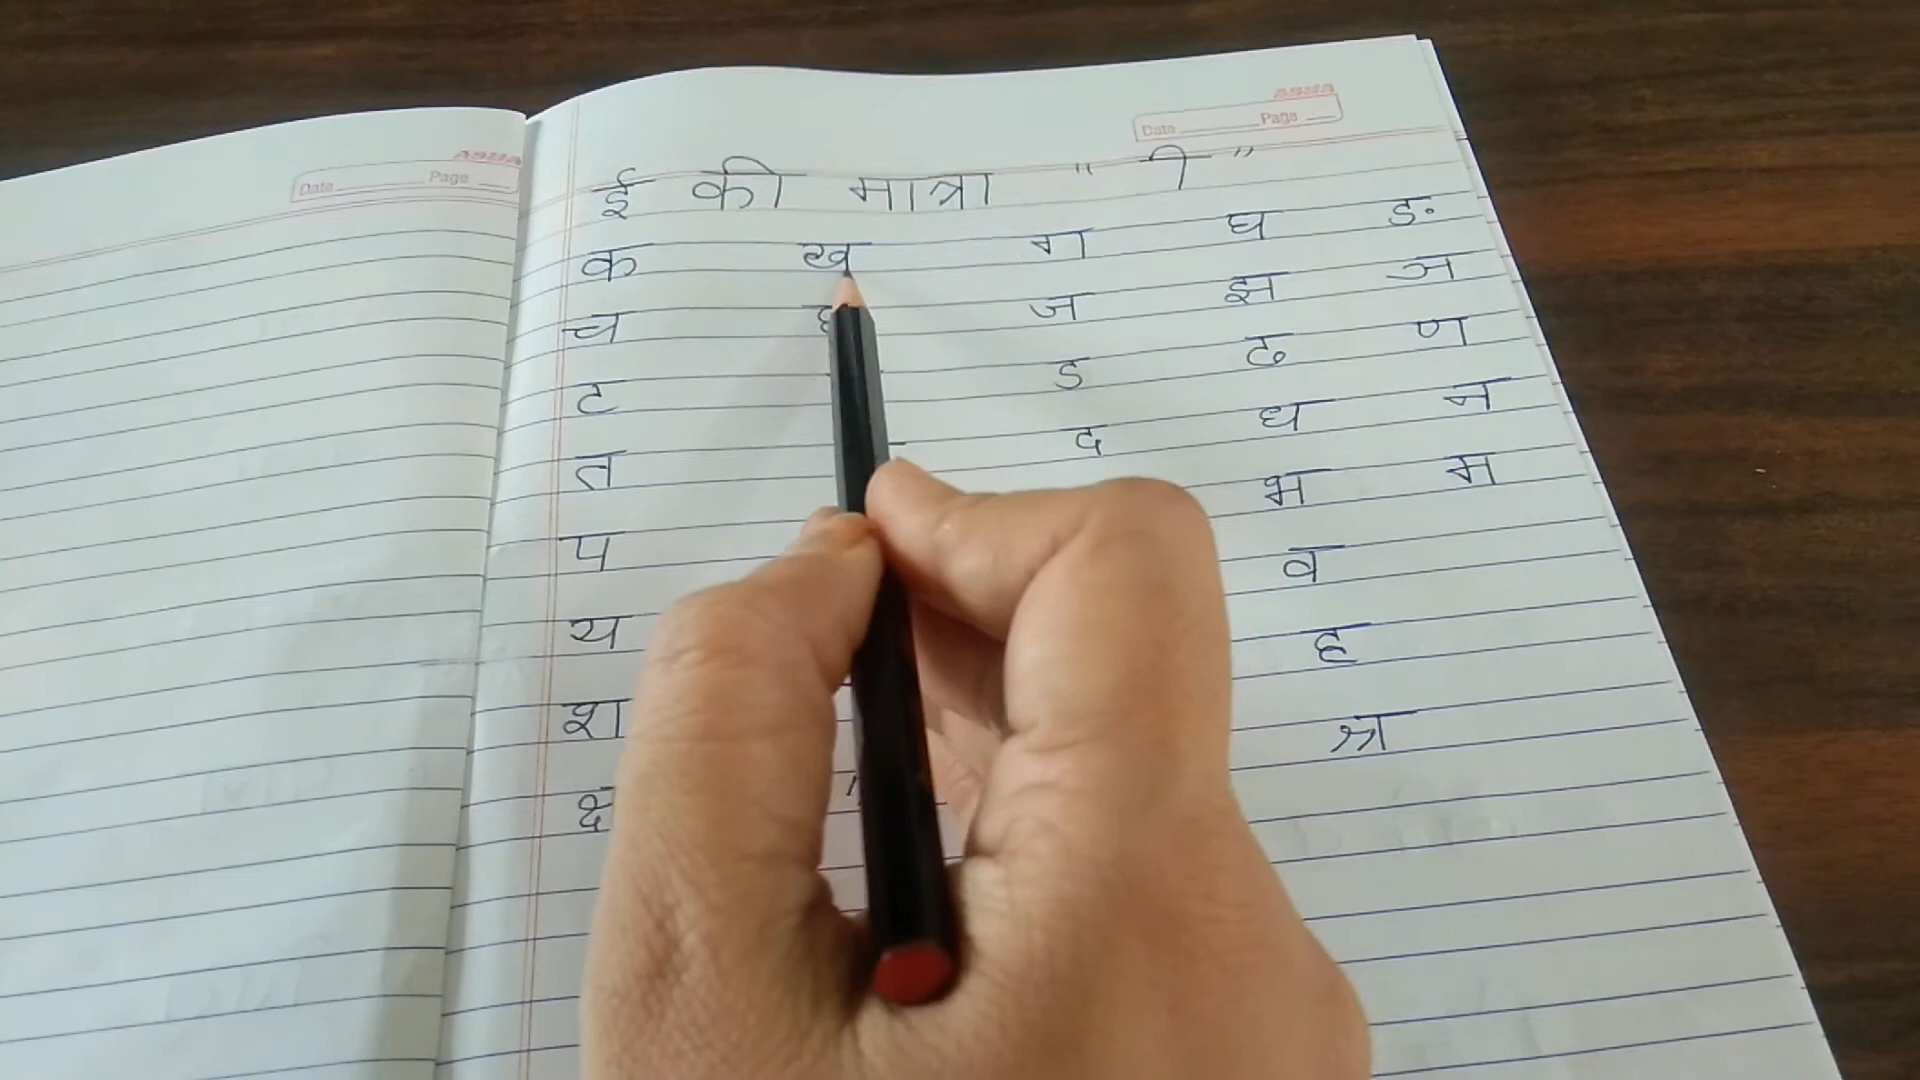 ASHA
Date Page
ASHA
Date Page
ई की मात्रा " ी "
क ख ग घ ङ
च ज झ ञ
ट ड ढ ण
त द ध न
प भ म
य व
श ह
क्ष श्र